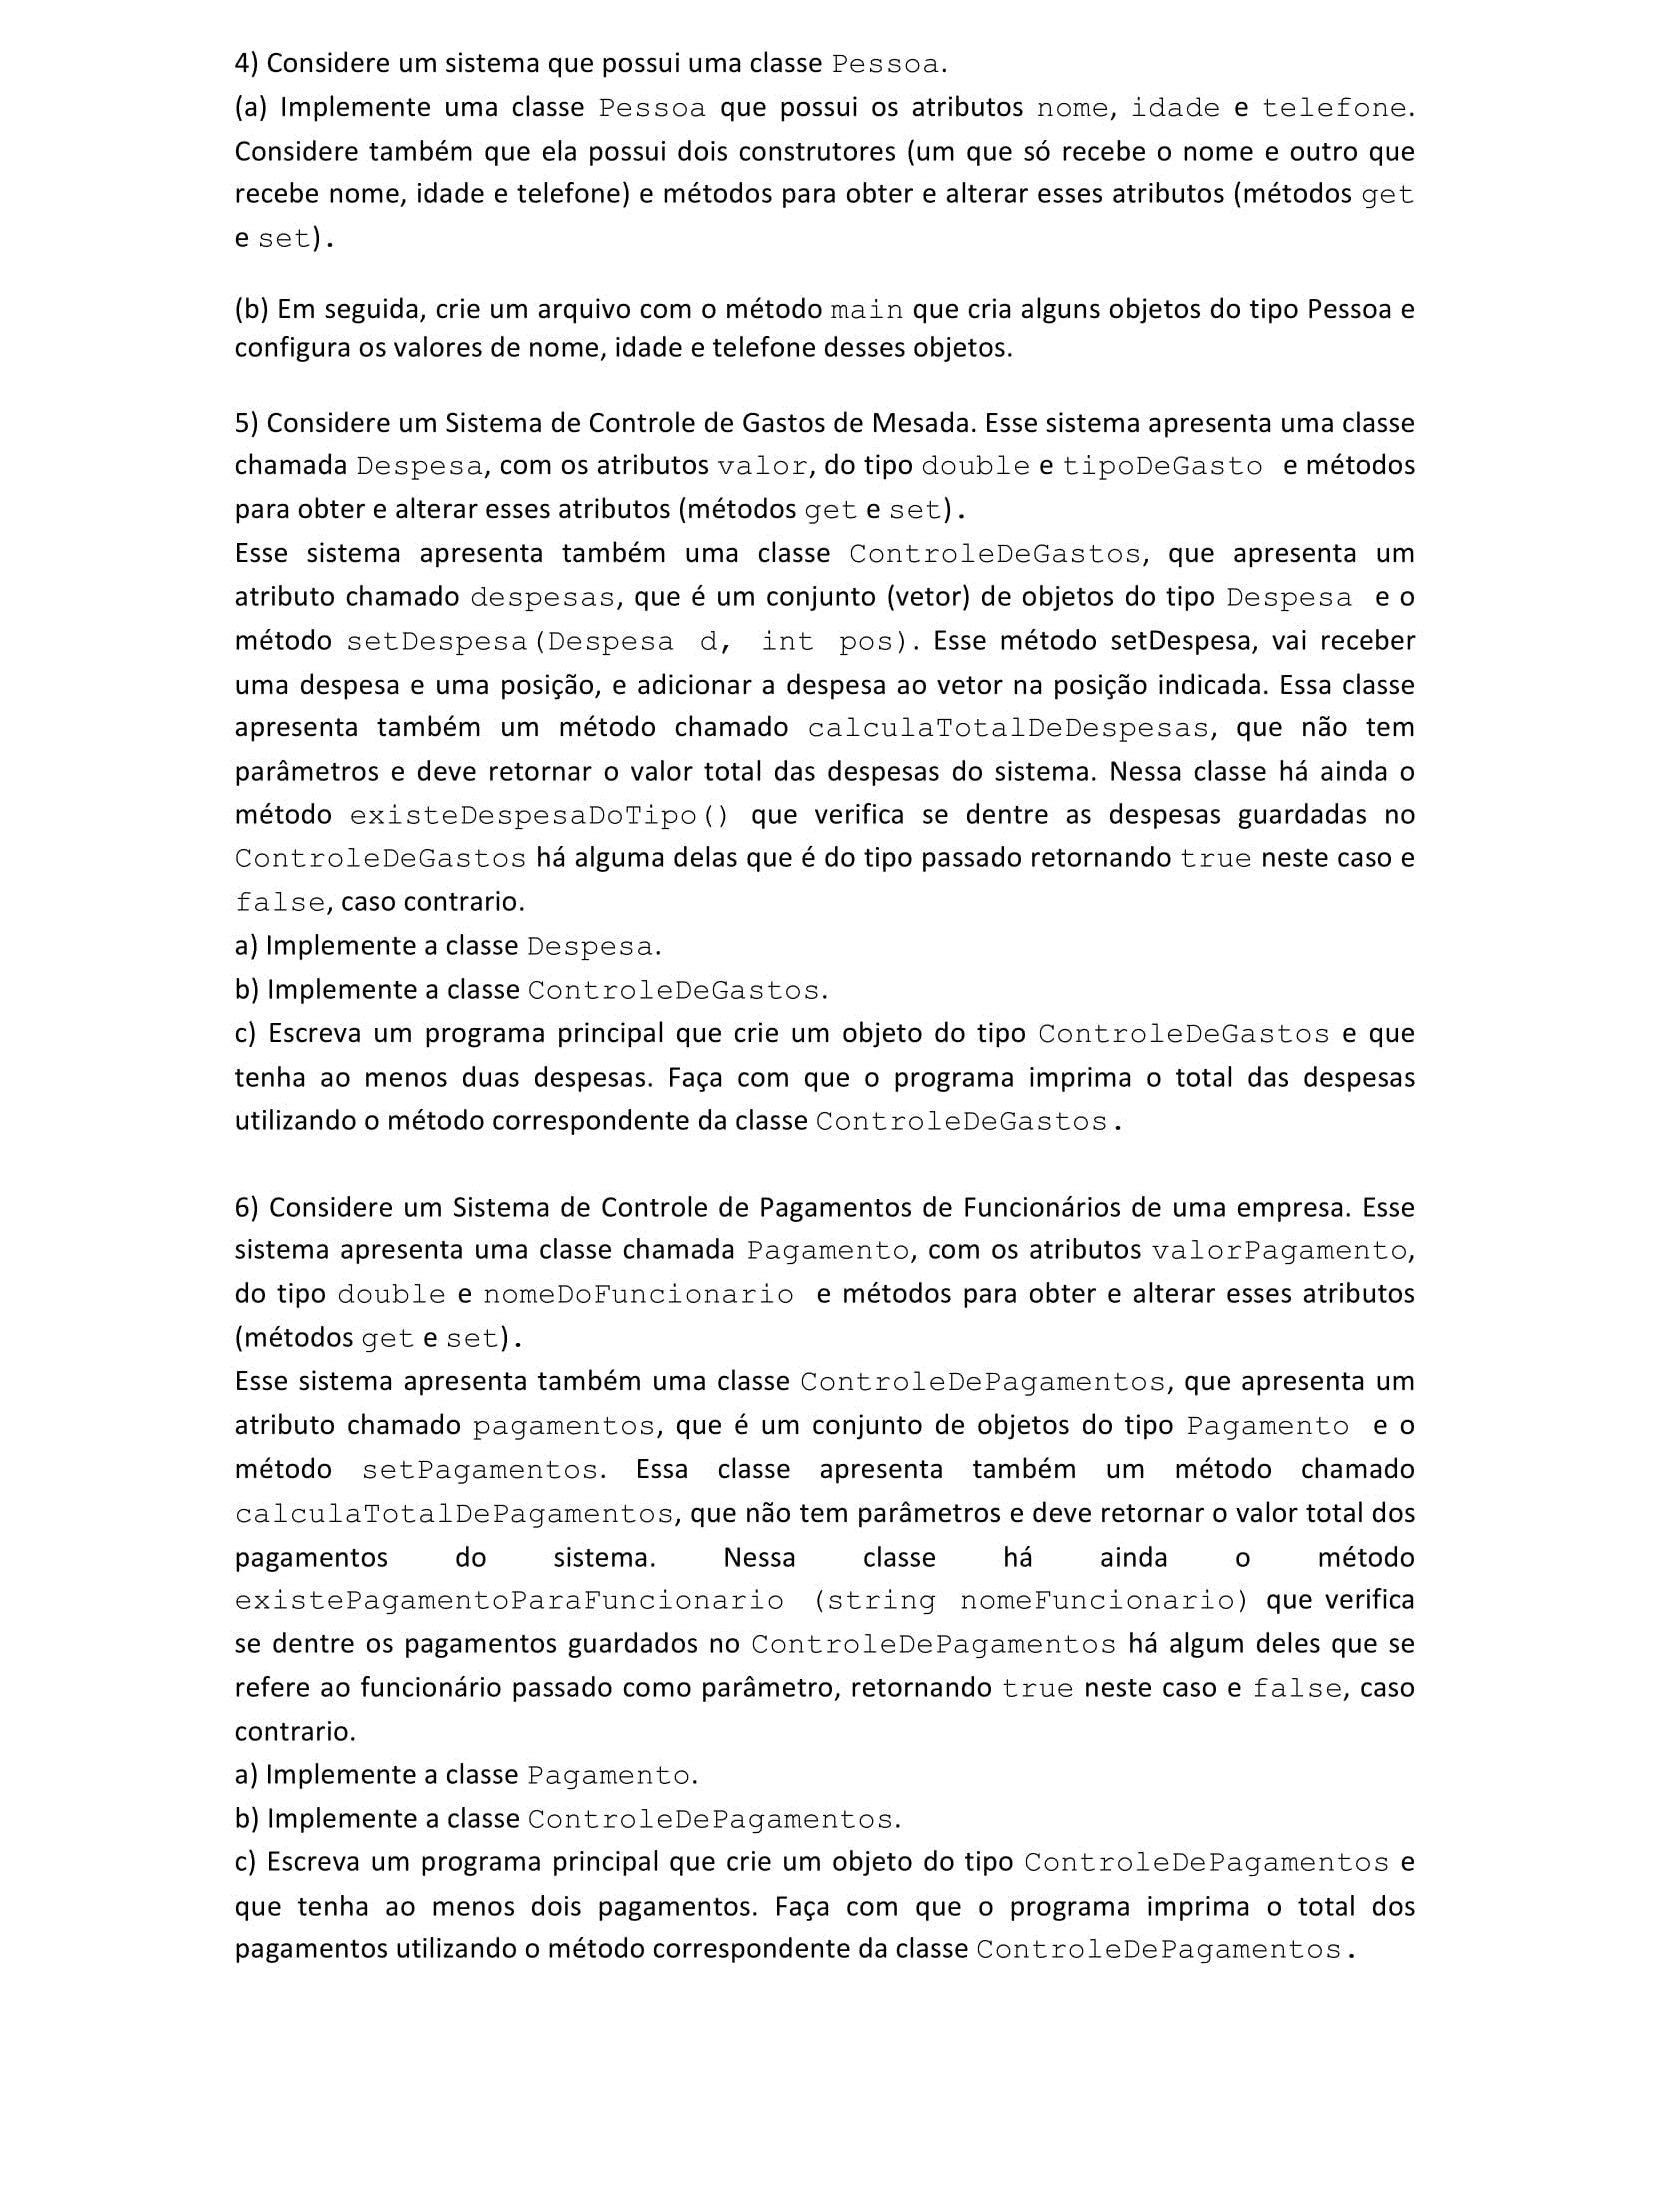 4) Considere um sistema que possui uma classe Pessoa.
(a) Implemente uma classe Pessoa que possui os atributos nome, idade e telefone.
Considere também que ela possui dois construtores (um que só recebe o nome e outro que
recebe nome, idade e telefone) e métodos para obter e alterar esses atributos (métodos get
e set).
(b) Em seguida, crie um arquivo com o método main que cria alguns objetos do tipo Pessoa e
configura os valores de nome, idade e telefone desses objetos.
5) Considere um Sistema de Controle de Gastos de Mesada. Esse sistema apresenta uma classe
chamada Despesa, com os atributos valor, do tipo double e tipoDeGasto e métodos
para obter e alterar esses atributos (métodos get e set).
Esse sistema apresenta também uma classe ControleDeGastos, que apresenta um
atributo chamado despesas, que é um conjunto (vetor) de objetos do tipo Despesa e o
método setDespesa(Despesa d, int pos). Esse método setDespesa, vai receber
uma despesa e uma posição, e adicionar a despesa ao vetor na posição indicada. Essa classe
apresenta também um método chamado calculaTotalDeDespesas, que não tem
parâmetros e deve retornar o valor total das despesas do sistema. Nessa classe há ainda o
método existeDespesaDoTipo() que verifica se dentre as despesas guardadas no
ControleDeGastos há alguma delas que é do tipo passado retornando true neste caso e
false, caso contrario.
a) Implemente a classe Despesa.
b) Implemente a classe ControleDeGastos.
c) Escreva um programa principal que crie um objeto do tipo ControleDeGastos e que
tenha ao menos duas despesas. Faça com que o programa imprima o total das despesas
utilizando o método correspondente da classe ControleDeGastos.
6) Considere um Sistema de Controle de Pagamentos de Funcionários de uma empresa. Esse
sistema apresenta uma classe chamada Pagamento, com os atributos valorPagamento,
do tipo double e nomeDoFuncionario e métodos para obter e alterar esses atributos
(métodos get e set).
Esse sistema apresenta também uma classe ControleDePagamentos, que apresenta um
atributo chamado pagamentos, que é um conjunto de objetos do tipo Pagamento e o
método setPagamentos. Essa classe apresenta também um método chamado
calculaTotalDePagamentos, que não tem parâmetros e deve retornar o valor total dos
pagamentos do sistema. Nessa classe há ainda o método
existePagamentoParaFuncionario (string nomeFuncionario) que verifica
se dentre os pagamentos guardados no ControleDePagamentos há algum deles que se
refere ao funcionário passado como parâmetro, retornando true neste caso e false, caso
contrario.
a) Implemente a classe Pagamento.
b) Implemente a classe ControleDePagamentos.
c) Escreva um programa principal que crie um objeto do tipo ControleDePagamentos e
que tenha ao menos dois pagamentos. Faça com que o programa imprima o total dos
pagamentos utilizando o método correspondente da classe ControleDePagamentos.